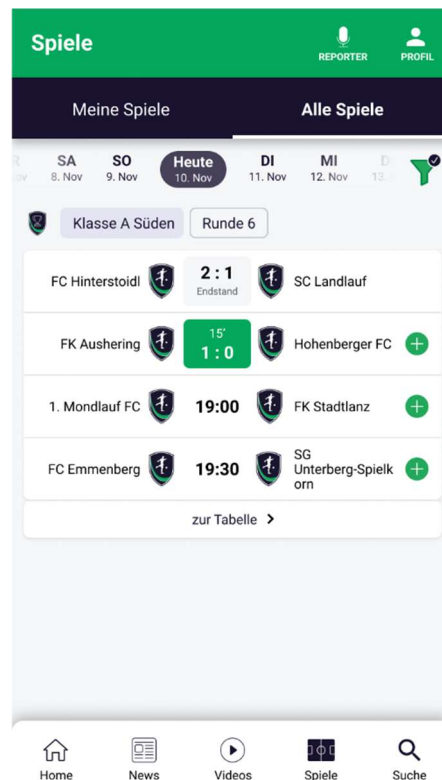 Spiele
REPORTER
PROFIL
Meine Spiele
Alle Spiele
SA SO Heute DI MI
8. Nov 9. Nov 10. Nov 11. Nov 12. Nov
Klasse A Süden Runde 6
FC Hinterstoidl 2 : 1 SC Landlauf
Endstand
15'
FK Aushering 1 : 0 Hohenberger FC
1. Mondlauf FC 19:00 FK Stadtlanz
SG
FC Emmenberg 19:30 Unterberg-Spielk
orn
zur Tabelle
Home News Videos Spiele Suche